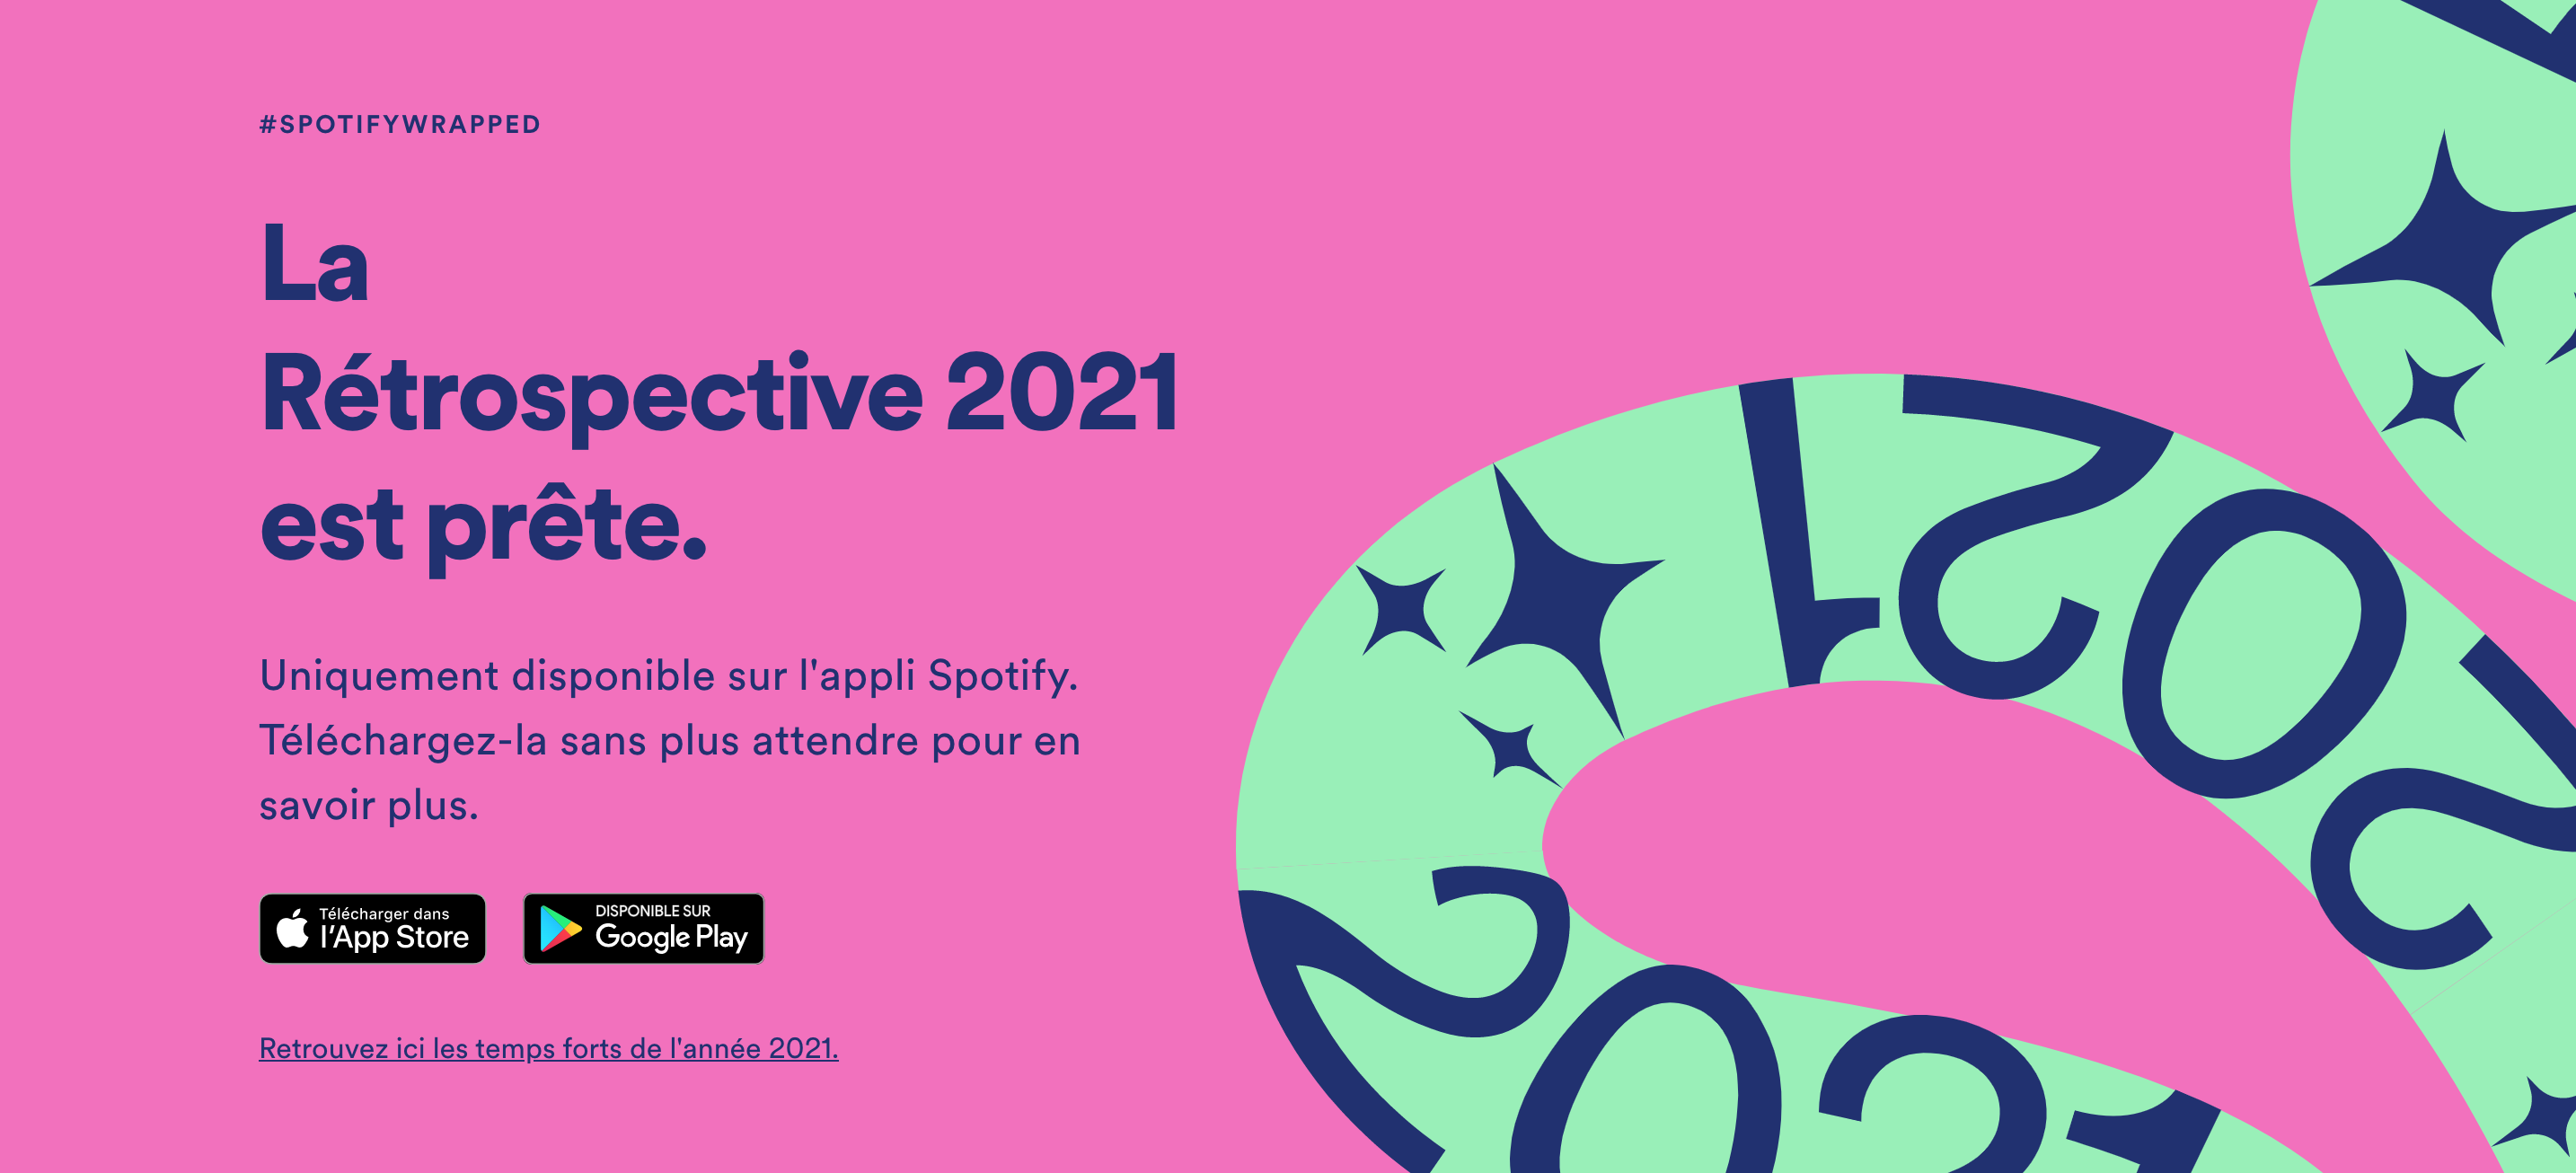 #SPOTIFYWRAPPED
La
Rétrospective 2021
est prête.
Uniquement disponible sur l'appli Spotify.
Téléchargez-la sans plus attendre pour en
savoir plus.
Télécharger dans
l'App Store
DISPONIBLE SUR
Google Play
Retrouvez ici les temps forts de l'année 2021.
2021
2021